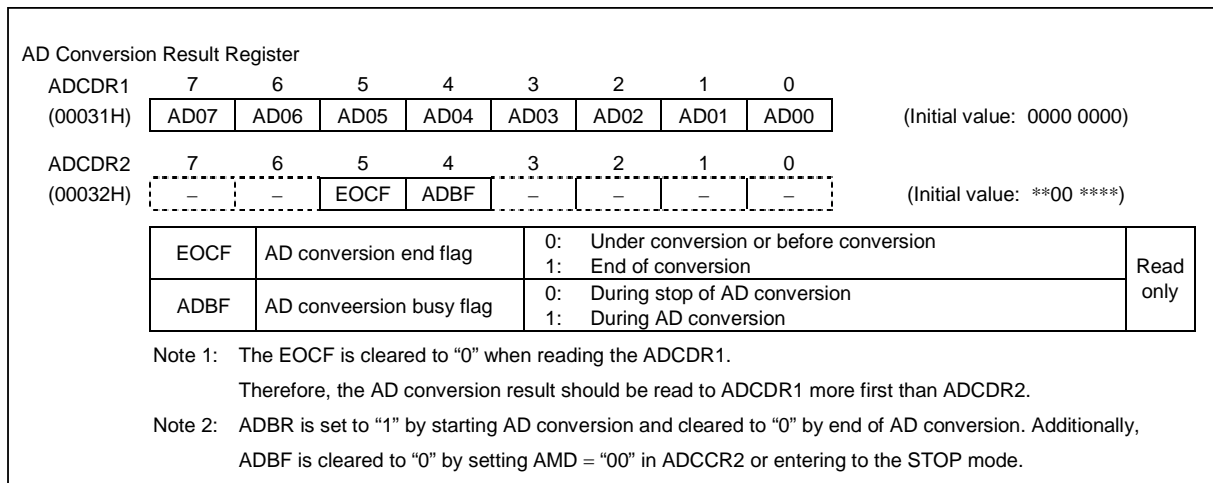 AD Conversion Result Register
ADCDR1 7 6 5 4 3 2 1 0
(00031H) AD07 AD06 AD05 AD04 AD03 AD02 AD01 AD00 (Initial value: 0000 0000)
ADCDR2 7 6 5 4 3 2 1 0
(00032H) – – EOCF ADBF – – – – (Initial value: **00 ****)
EOCF AD conversion end flag 0: Under conversion or before conversion
1: End of conversion
Read only
ADBF AD conveersion busy flag 0: During stop of AD conversion
1: During AD conversion
Note 1: The EOCF is cleared to “0” when reading the ADCDR1.
Therefore, the AD conversion result should be read to ADCDR1 more first than ADCDR2.
Note 2: ADBR is set to “1” by starting AD conversion and cleared to “0” by end of AD conversion. Additionally,
ADBF is cleared to “0” by setting AMD = “00” in ADCCR2 or entering to the STOP mode.